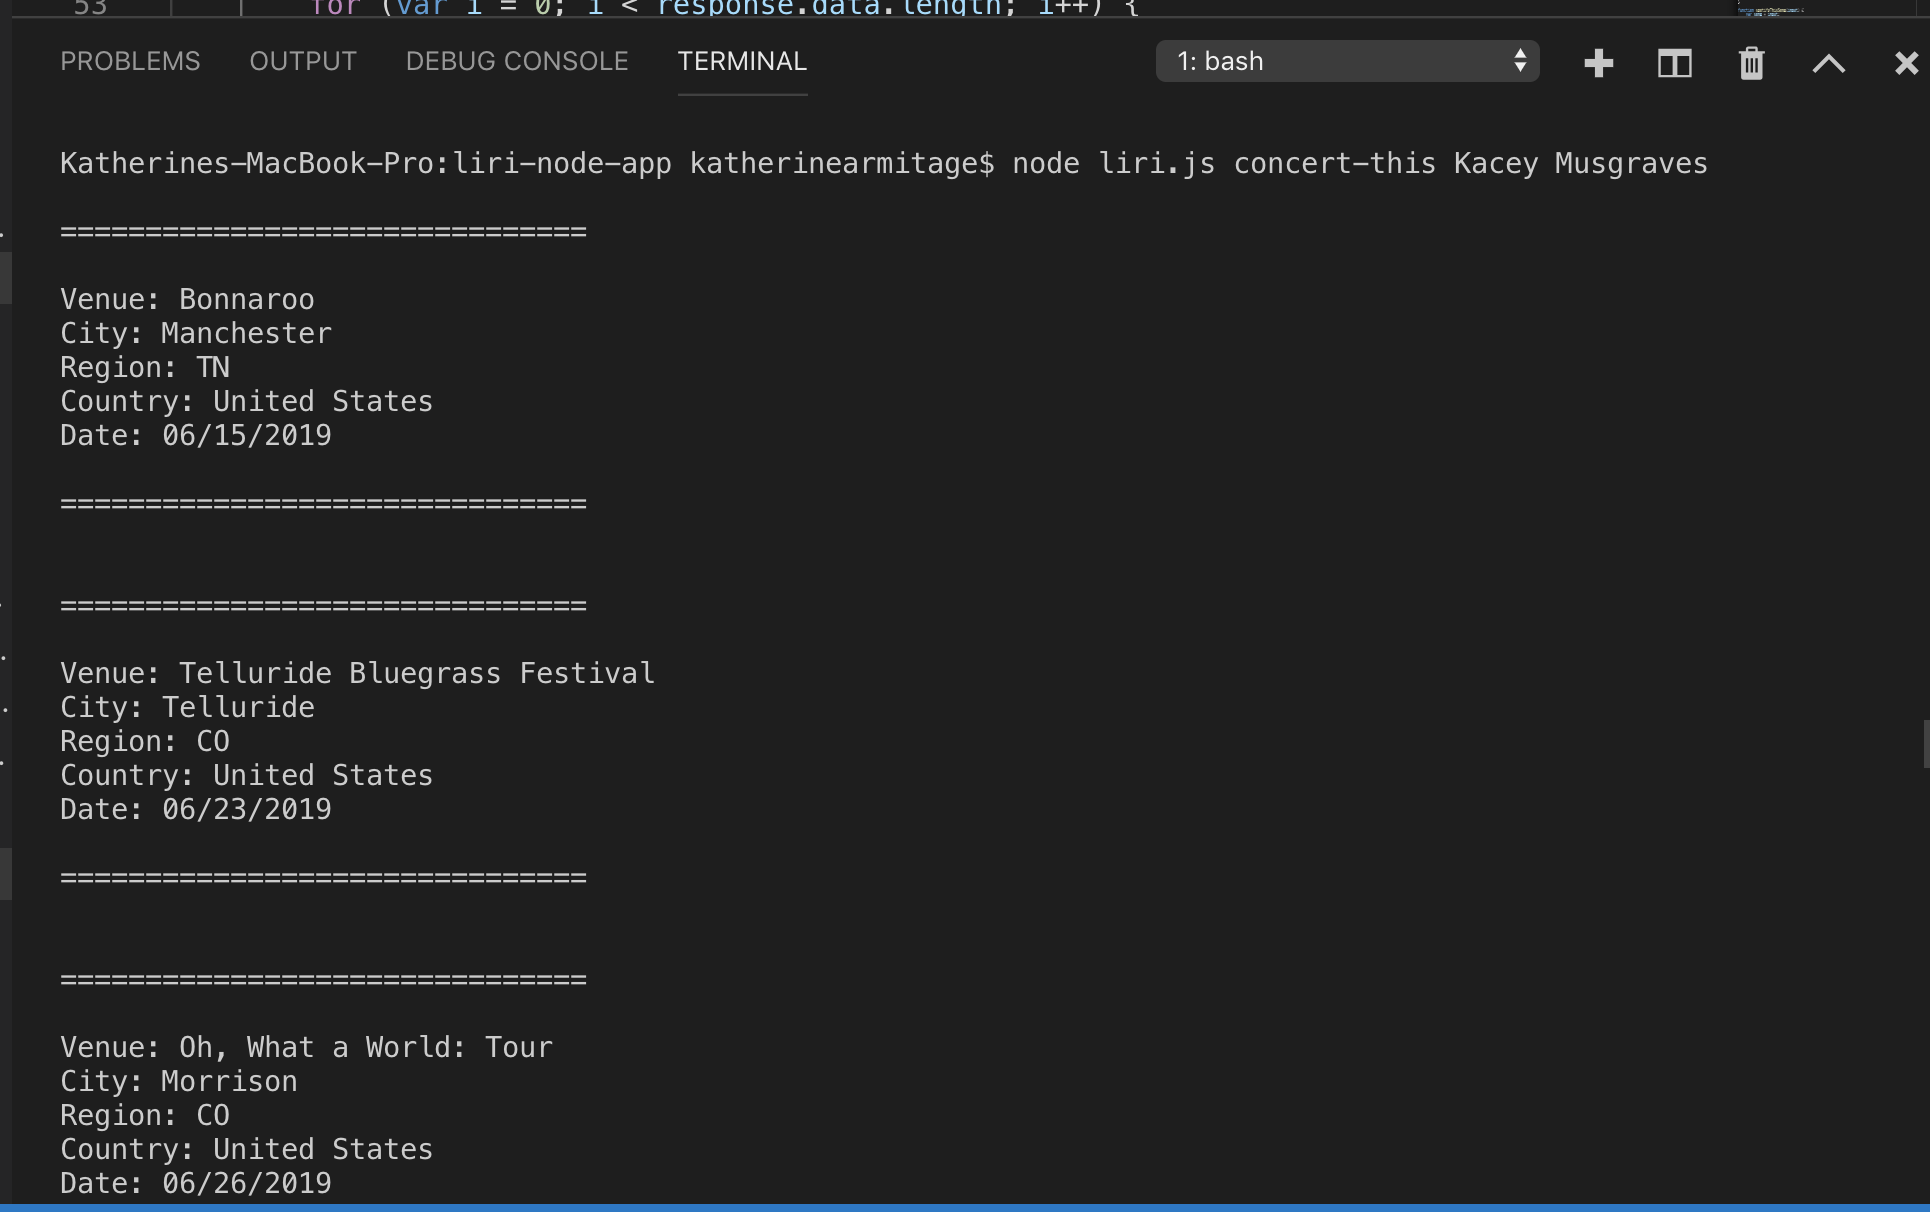 53 for (var i = 0; i < response.data.length; i++) {
PROBLEMS OUTPUT DEBUG CONSOLE TERMINAL 1: bash
Katherines-MacBook-Pro:liri-node-app katherinearmitage$ node liri.js concert-this Kacey Musgraves
===============================
Venue: Bonnaroo
City: Manchester
Region: TN
Country: United States
Date: 06/15/2019
===============================
===============================
Venue: Telluride Bluegrass Festival
City: Telluride
Region: CO
Country: United States
Date: 06/23/2019
===============================
===============================
Venue: Oh, What a World: Tour
City: Morrison
Region: CO
Country: United States
Date: 06/26/2019